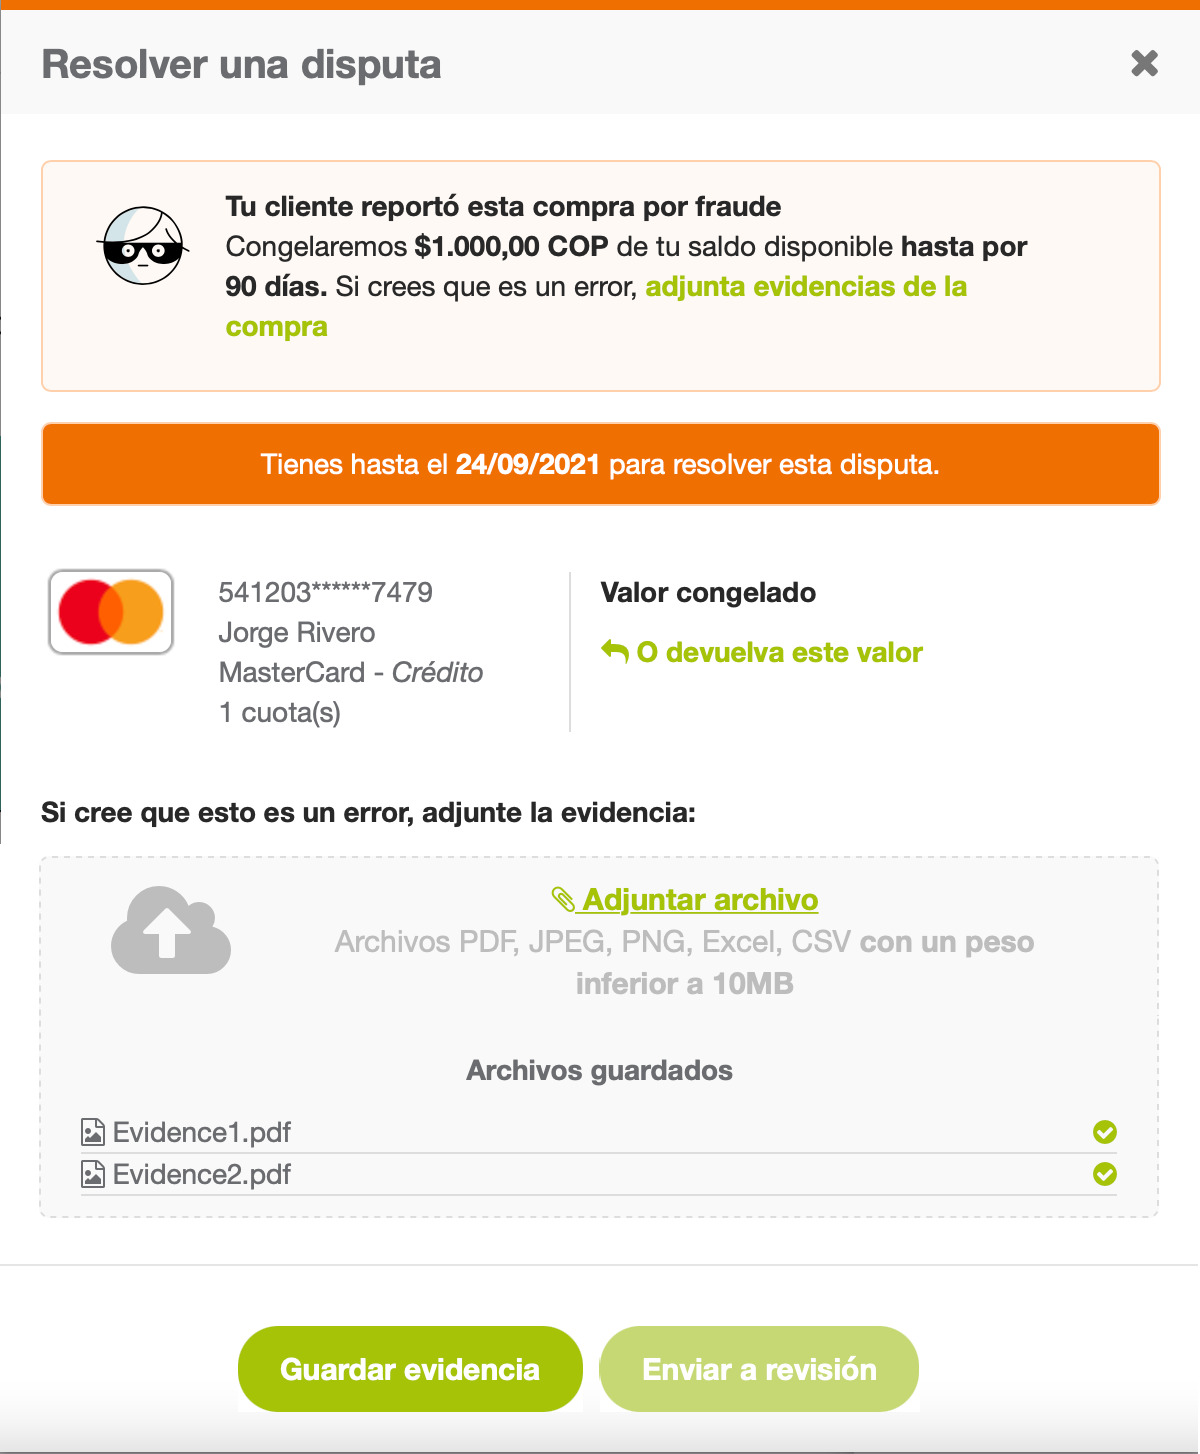 Resolver una disputa
Tu cliente reportó esta compra por fraude
Congelaremos $1.000,00 COP de tu saldo disponible hasta por
90 días. Si crees que es un error, adjunta evidencias de la
compra
Tienes hasta el 24/09/2021 para resolver esta disputa.
541203******7479
Jorge Rivero
MasterCard - Crédito
1 cuota(s)
Valor congelado
O devuelva este valor
Si cree que esto es un error, adjunte la evidencia:
Adjuntar archivo
Archivos PDF, JPEG, PNG, Excel, CSV con un peso
inferior a 10MB
Archivos guardados
Evidence1.pdf
Evidence2.pdf
Guardar evidencia
Enviar a revisión